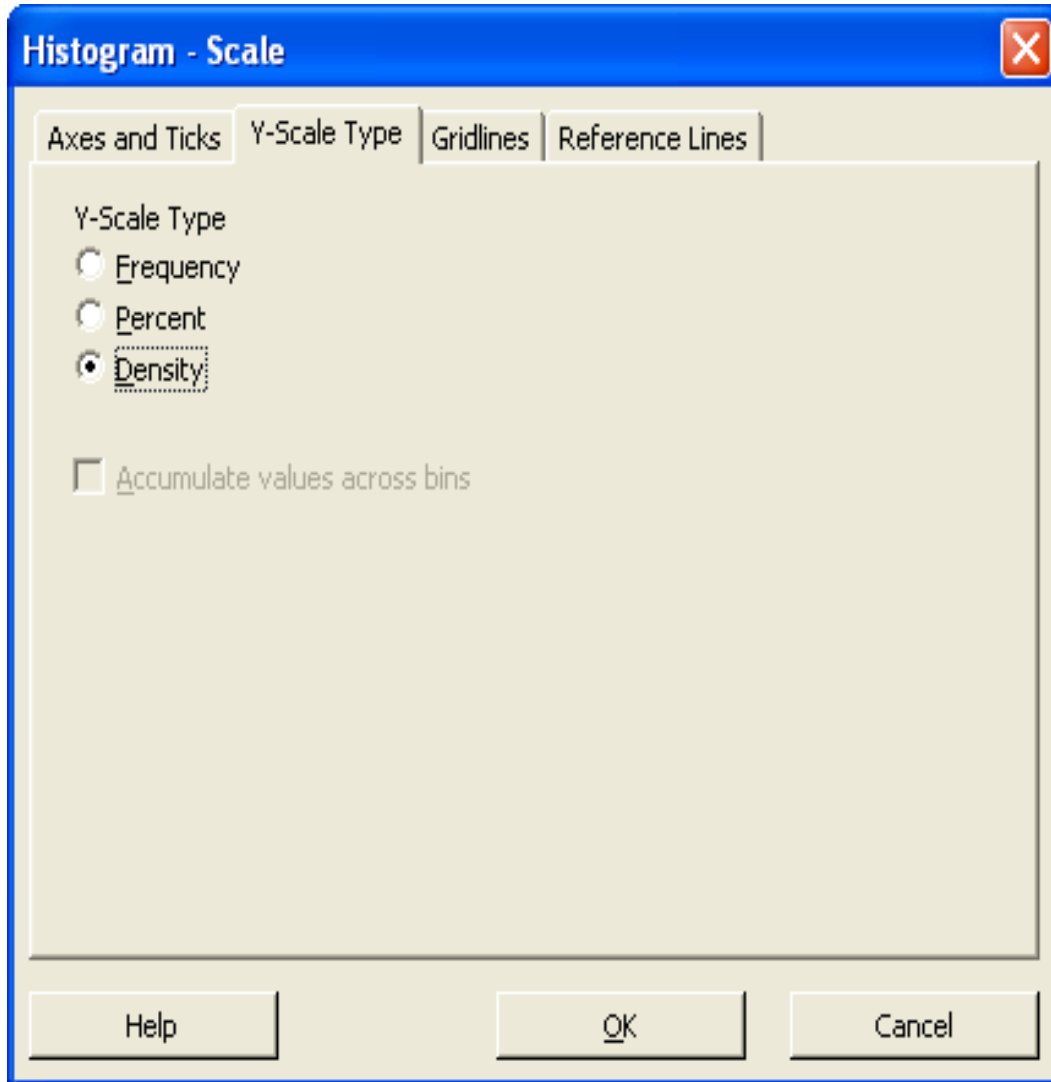 Histogram - Scale
Axes and Ticks Y-Scale Type Gridlines Reference Lines
Y-Scale Type
Frequency
Percent
Density
Accumulate values across bins
Help OK Cancel